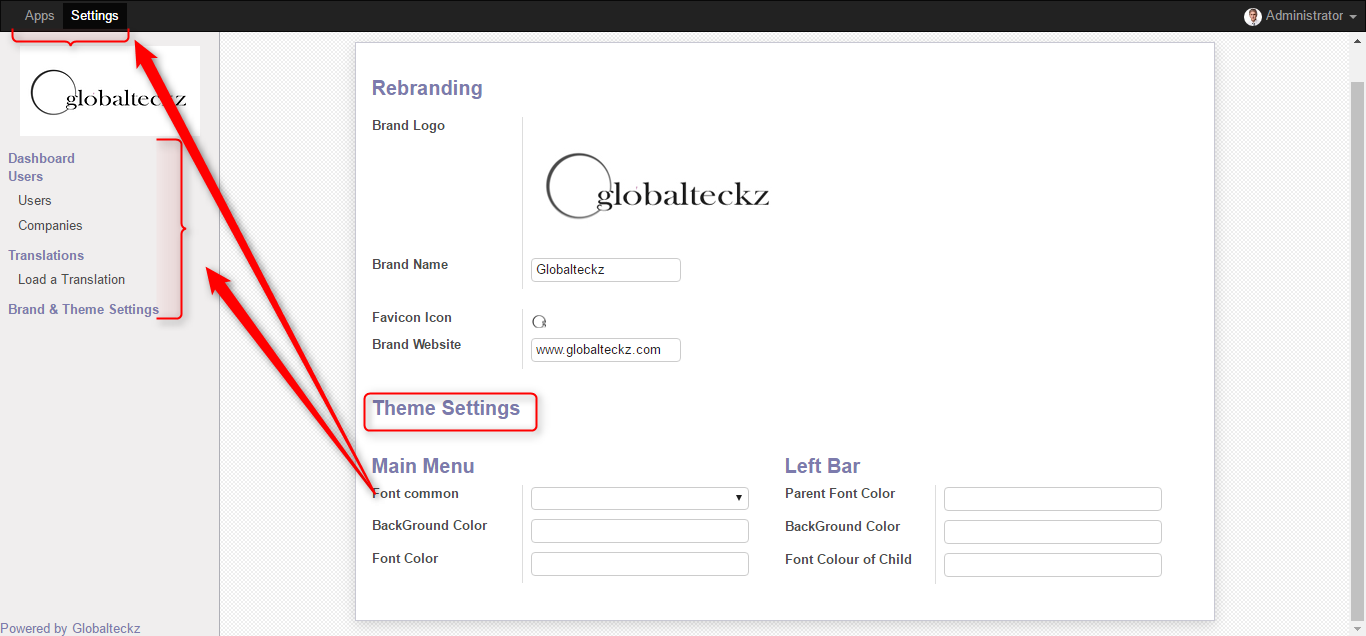 Apps Settings Administrator
globalteckz
Dashboard
Users
Users
Companies
Translations
Load a Translation
Brand & Theme Settings
Powered by Globalteckz
Rebranding
Brand Logo
globalteckz
Brand Name Globalteckz
Favicon Icon
Brand Website www.globalteckz.com
Theme Settings
Main Menu
Font common
BackGround Color
Font Color
Left Bar
Parent Font Color
BackGround Color
Font Colour of Child